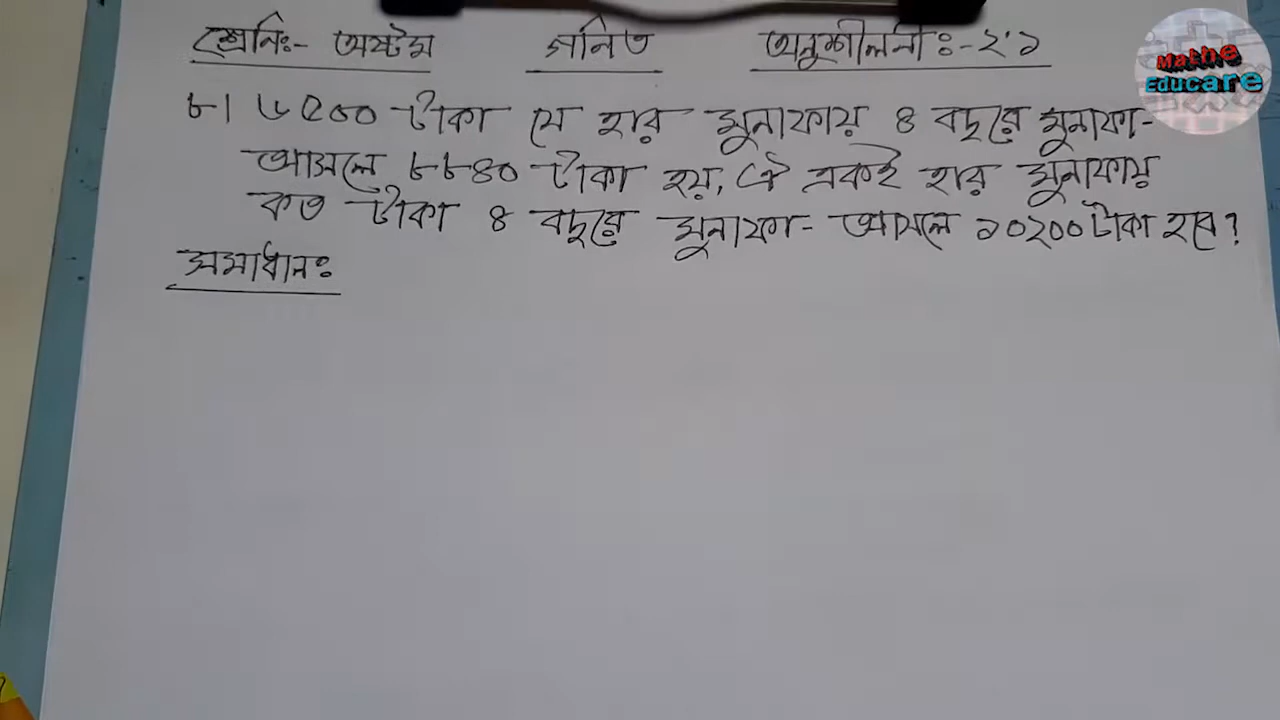 শ্রেনিঃ- অষ্টম গনিত অনুশীলনীঃ-২.১
Mathe
Educare
৮। ৬৫০০ টাকা যে হার মুনাফায় ৪ বছরে মুনাফা-
আসলে ৮৮৪০ টাকা হয়, ঐ একই হার মুনাফায়
কত টাকা ৪ বছরে মুনাফা- আসলে ১০২০০ টাকা হবে?
সমাধানঃ